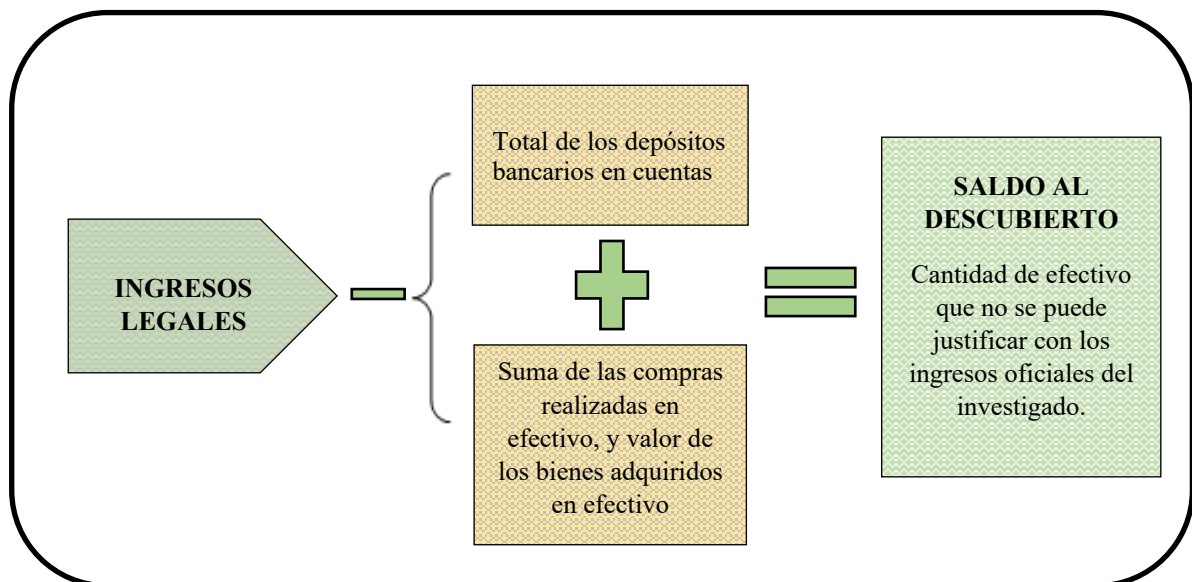 INGRESOS
LEGALES
Total de los depósitos
bancarios en cuentas
Suma de las compras
realizadas en
efectivo, y valor de
los bienes adquiridos
en efectivo
SALDO AL
DESCUBIERTO
Cantidad de efectivo
que no se puede
justificar con los
ingresos oficiales del
investigado.